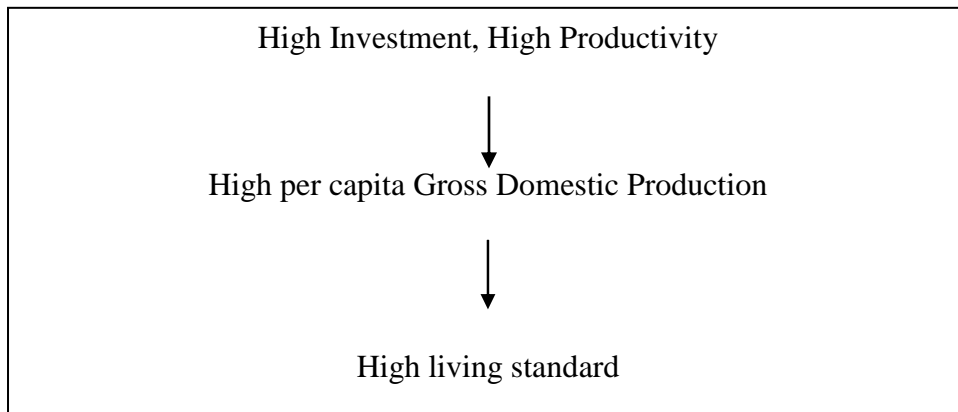 High Investment, High Productivity
High per capita Gross Domestic Production
High living standard